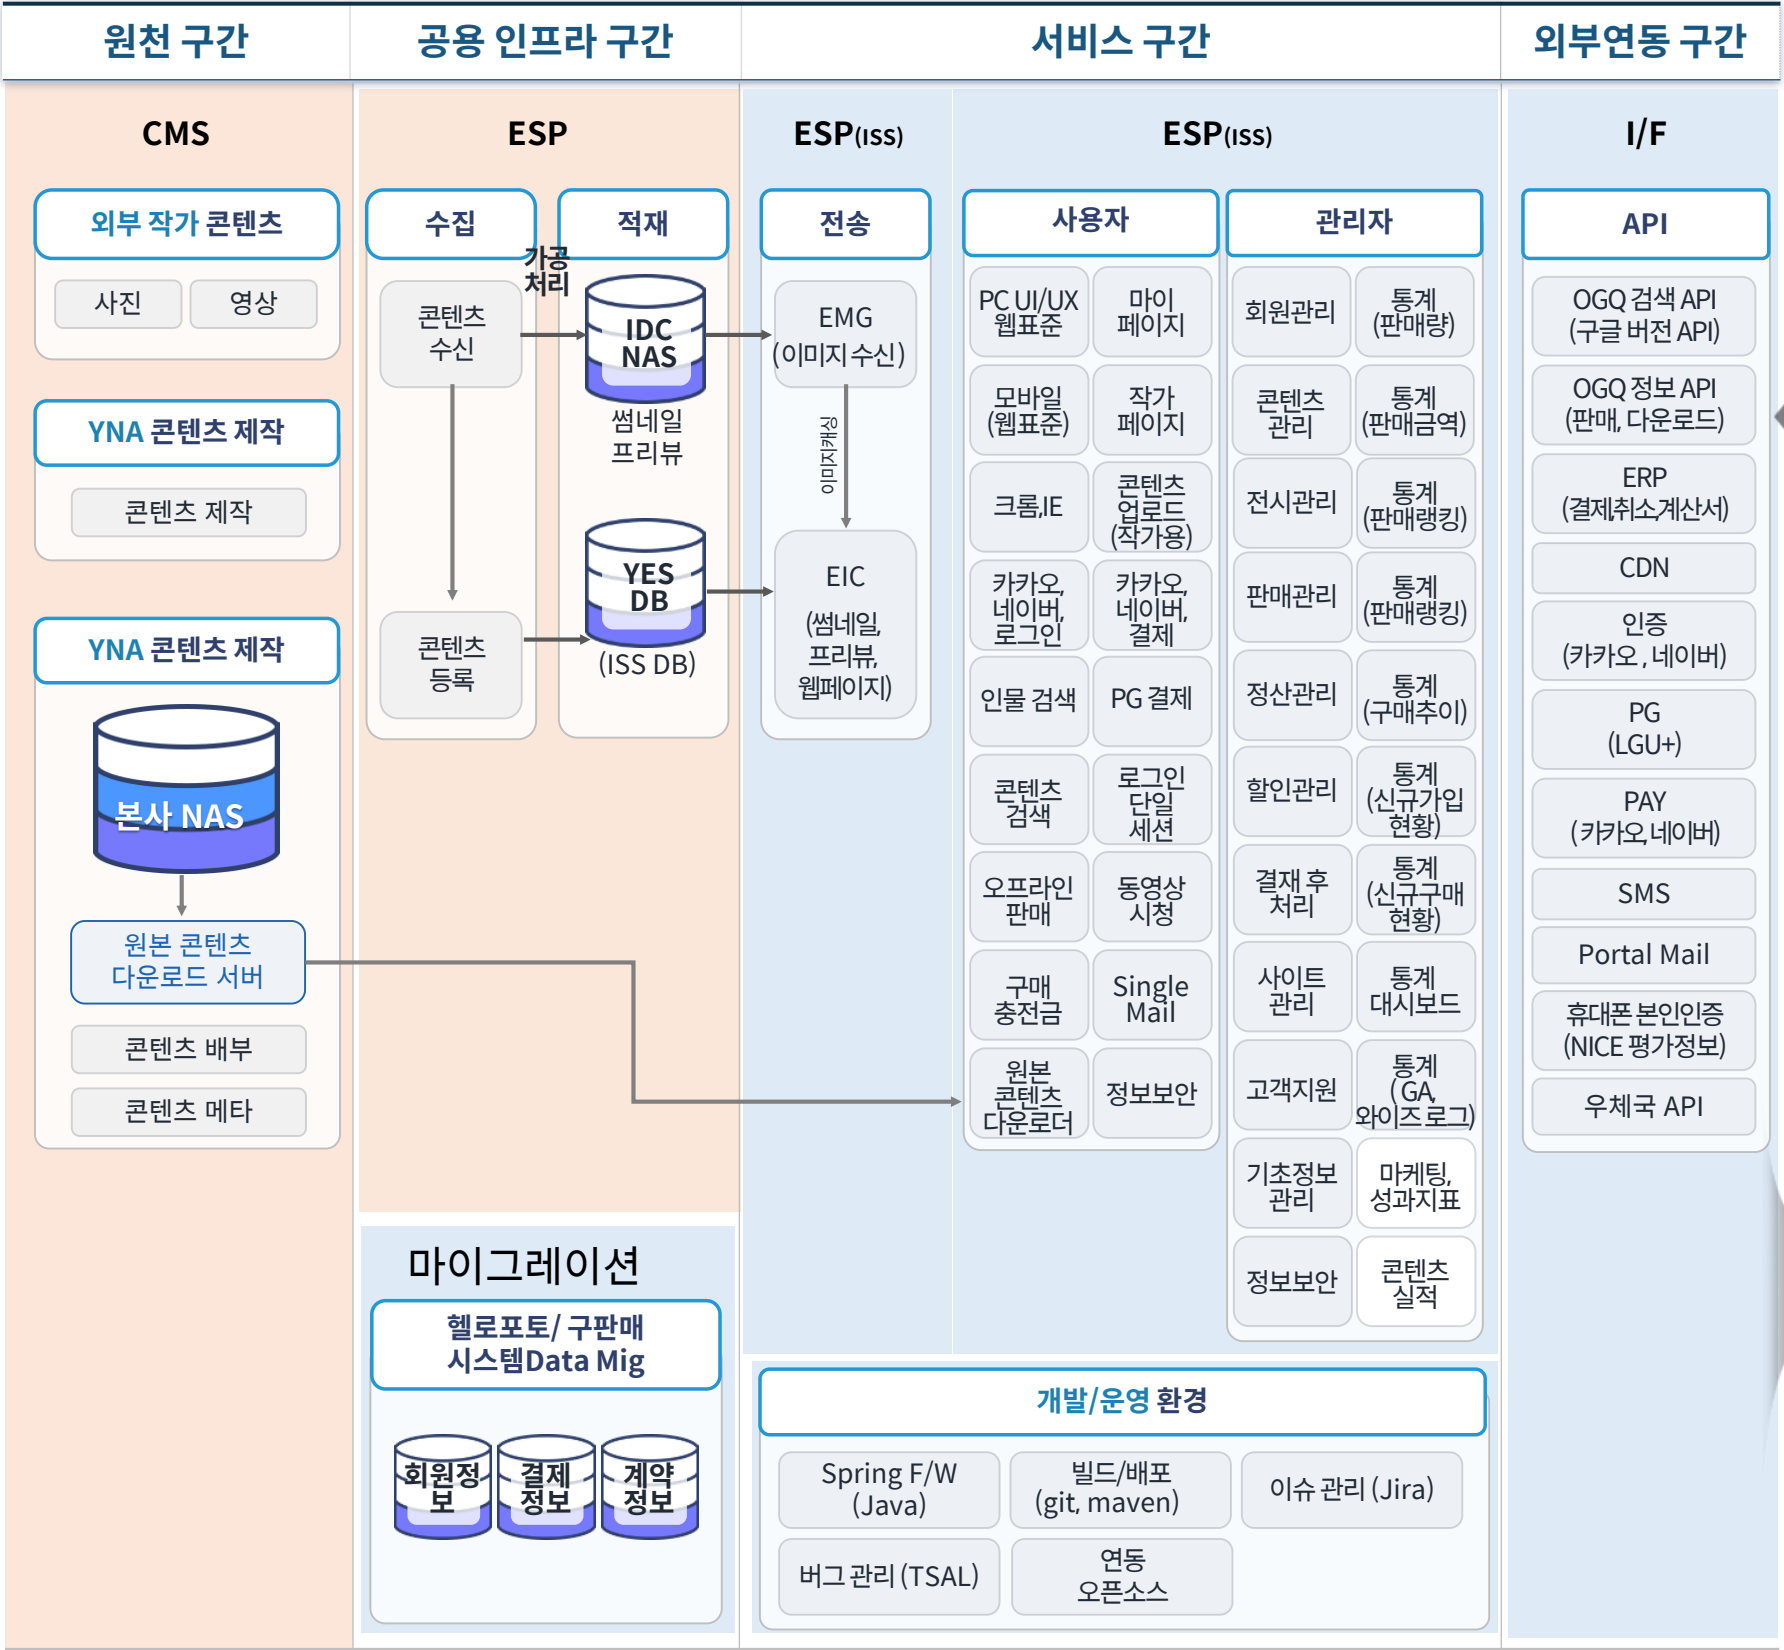 원천 구간
공용 인프라 구간
서비스 구간
외부연동 구간
CMS
외부 작가 콘텐츠
사진
영상
YNA 콘텐츠 제작
콘텐츠 제작
YNA 콘텐츠 제작
본사 NAS
원본 콘텐츠
다운로드 서버
콘텐츠 배부
콘텐츠 메타
ESP
수집
콘텐츠
수신
콘텐츠
등록
가공
처리
적재
IDC
NAS
썸네일
프리뷰
YES
DB
(ISS DB)
마이그레이션
헬로포토/ 구판매
시스템Data Mig
회원정
보
결제
정보
계약
정보
ESP(ISS)
전송
EMG
(이미지 수신)
이미지캐싱
EIC
(썸네일,
프리뷰,
웹페이지)
ESP(ISS)
사용자
PC UI/UX
웹표준
마이
페이지
모바일
(웹표준)
작가
페이지
크롬,IE
콘텐츠
업로드
(작가용)
카카오,
네이버,
로그인
카카오,
네이버,
결제
인물 검색
PG 결제
콘텐츠
검색
로그인
단일
세션
오프라인
판매
동영상
시청
구매
충전금
Single
Mail
원본
콘텐츠
다운로더
정보보안
관리자
회원관리
통계
(판매량)
콘텐츠
관리
통계
(판매금역)
전시관리
통계
(판매랭킹)
판매관리
통계
(판매랭킹)
정산관리
통계
(구매추이)
할인관리
통계
(신규가입
현황)
결재 후
처리
통계
(신규구매
현황)
사이트
관리
통계
대시보드
고객지원
통계
( GA,
와이즈 로그)
기초정보
관리
마케팅,
성과지표
정보보안
콘텐츠
실적
개발/운영 환경
Spring F/W
(Java)
빌드/배포
(git, maven)
이슈 관리 (Jira)
버그 관리 (TSAL)
연동
오픈소스
I/F
API
OGQ 검색 API
(구글 버전 API)
OGQ 정보 API
(판매, 다운로드)
ERP
(결제,취소,계산서)
CDN
인증
(카카오 , 네이버)
PG
(LGU+)
PAY
( 카카오, 네이버)
SMS
Portal Mail
휴대폰 본인인증
(NICE 평가정보)
우체국 API